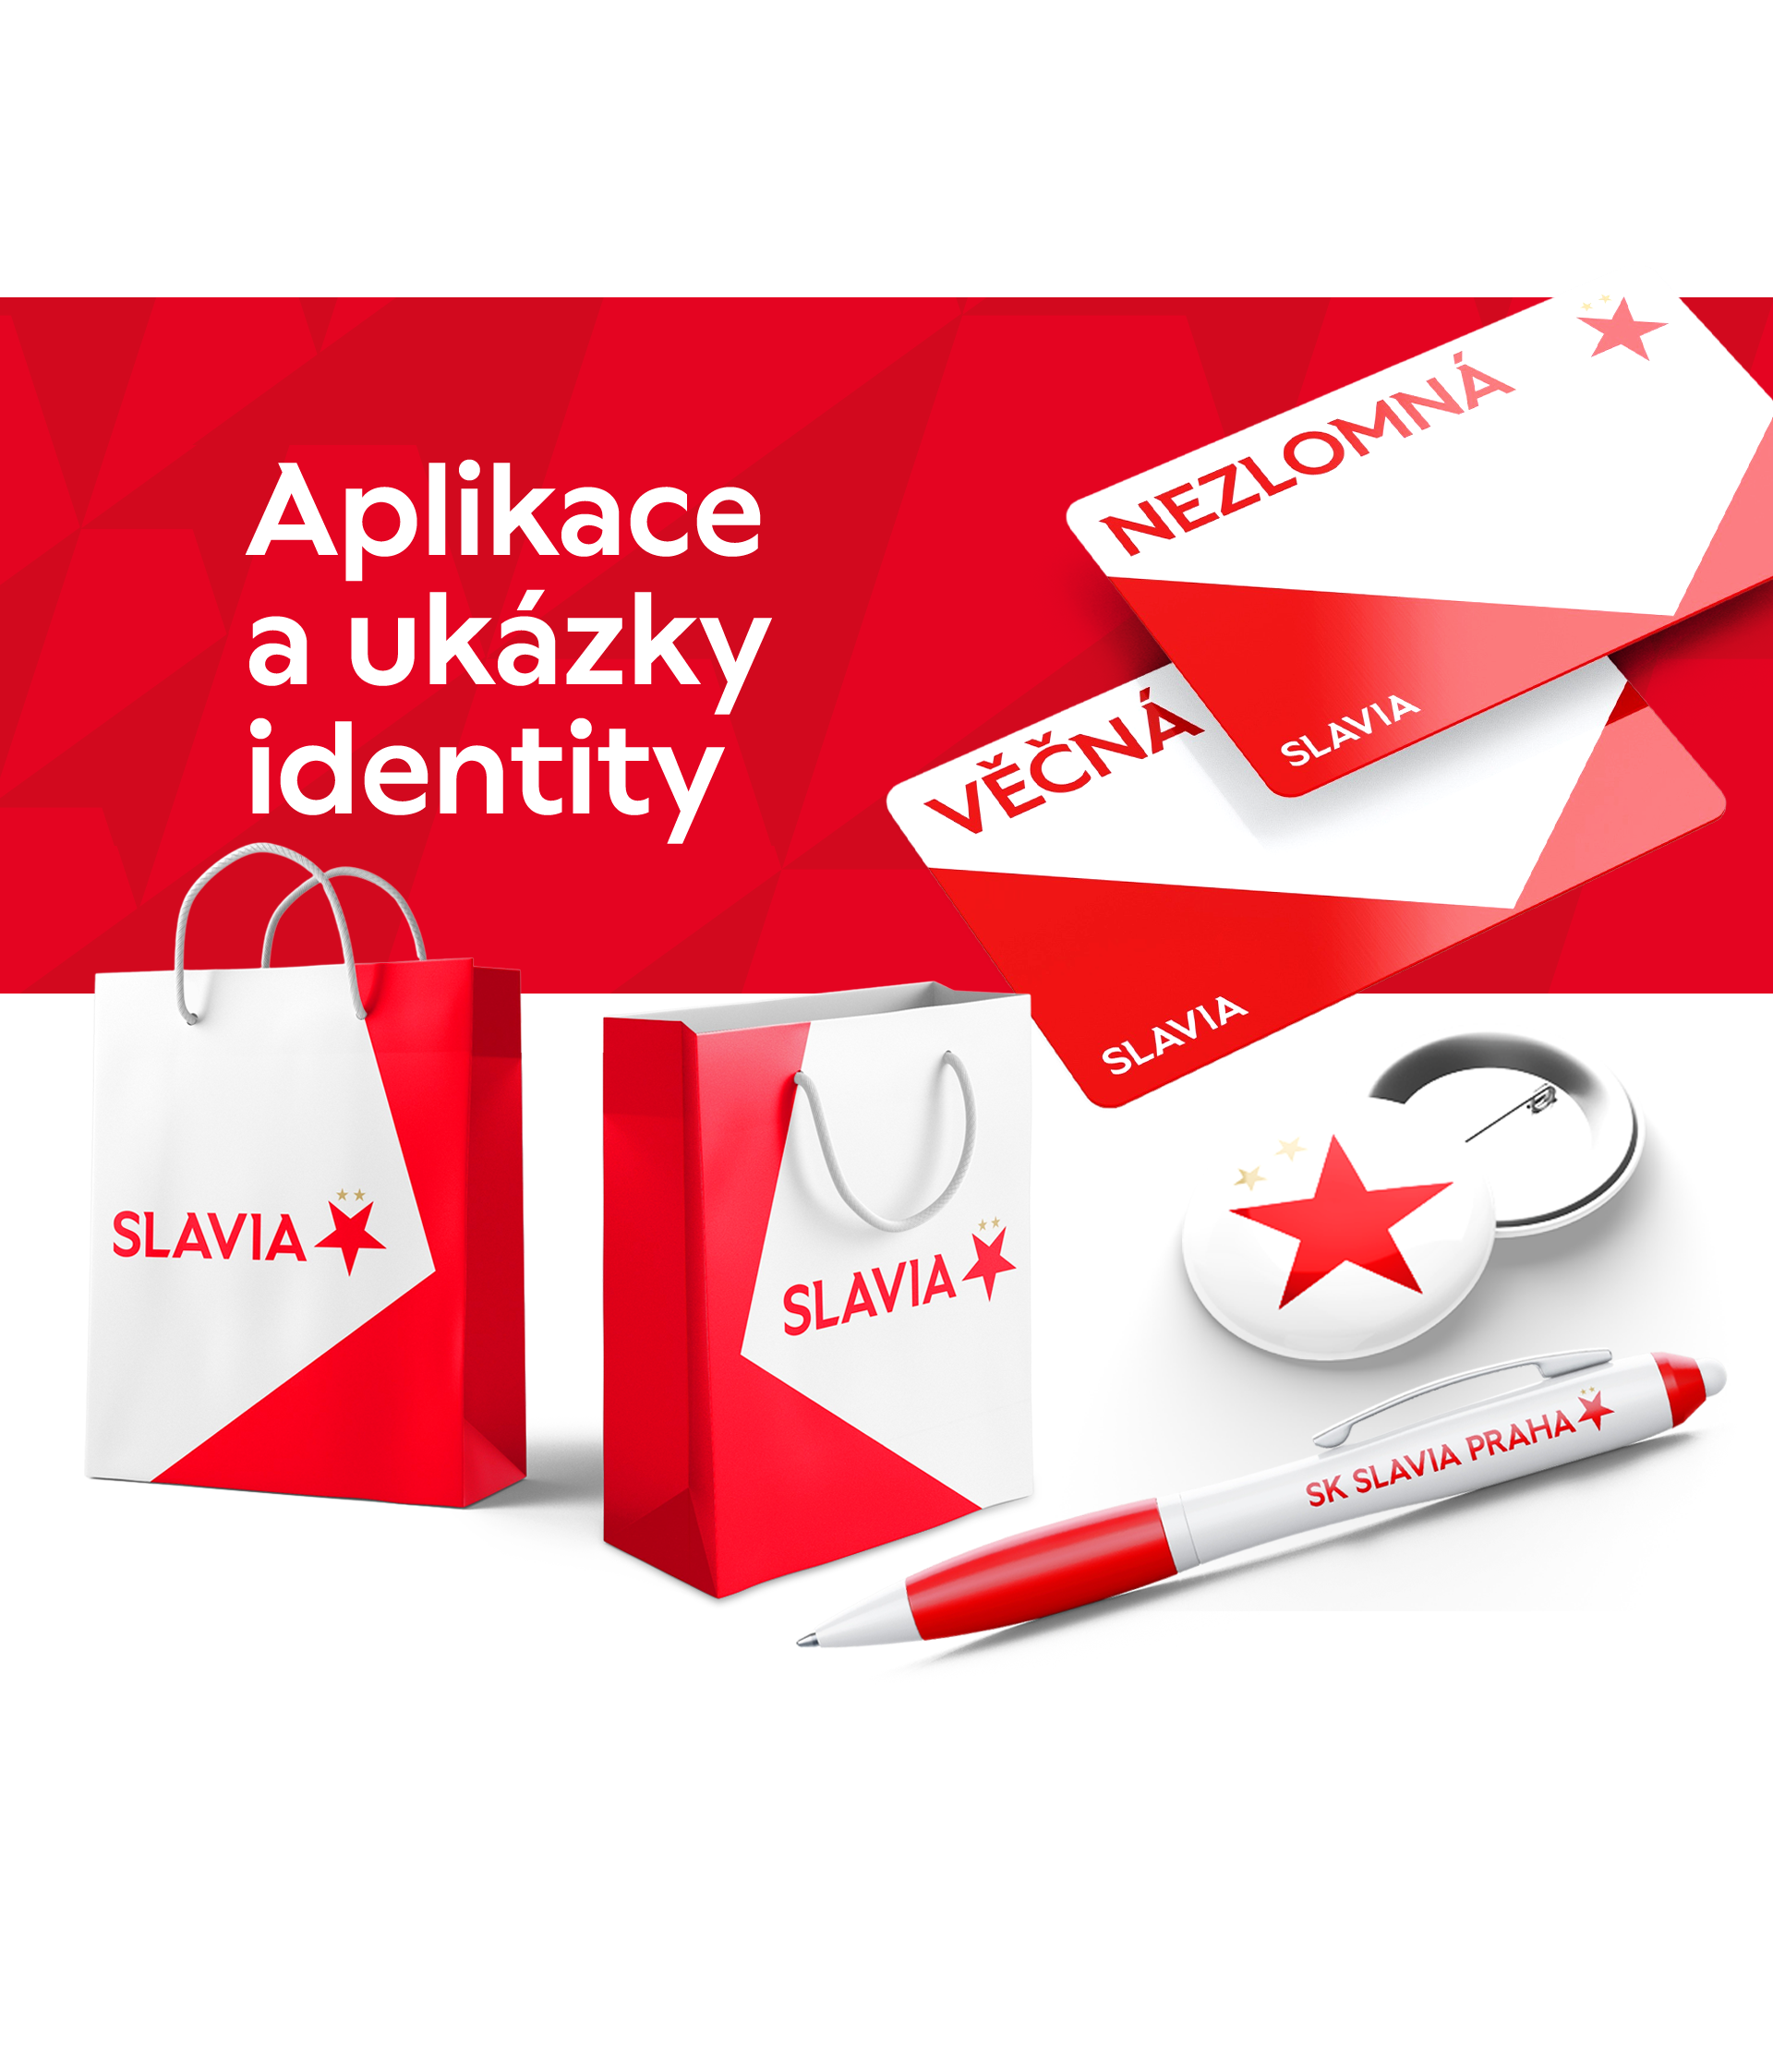 Aplikace
a ukázky
identity
NEZLOMNÁ
SLAVIA
VĚČNÁ
SLAVIA
SLAVIA
SLAVIA
SK SLAVIA PRAHA